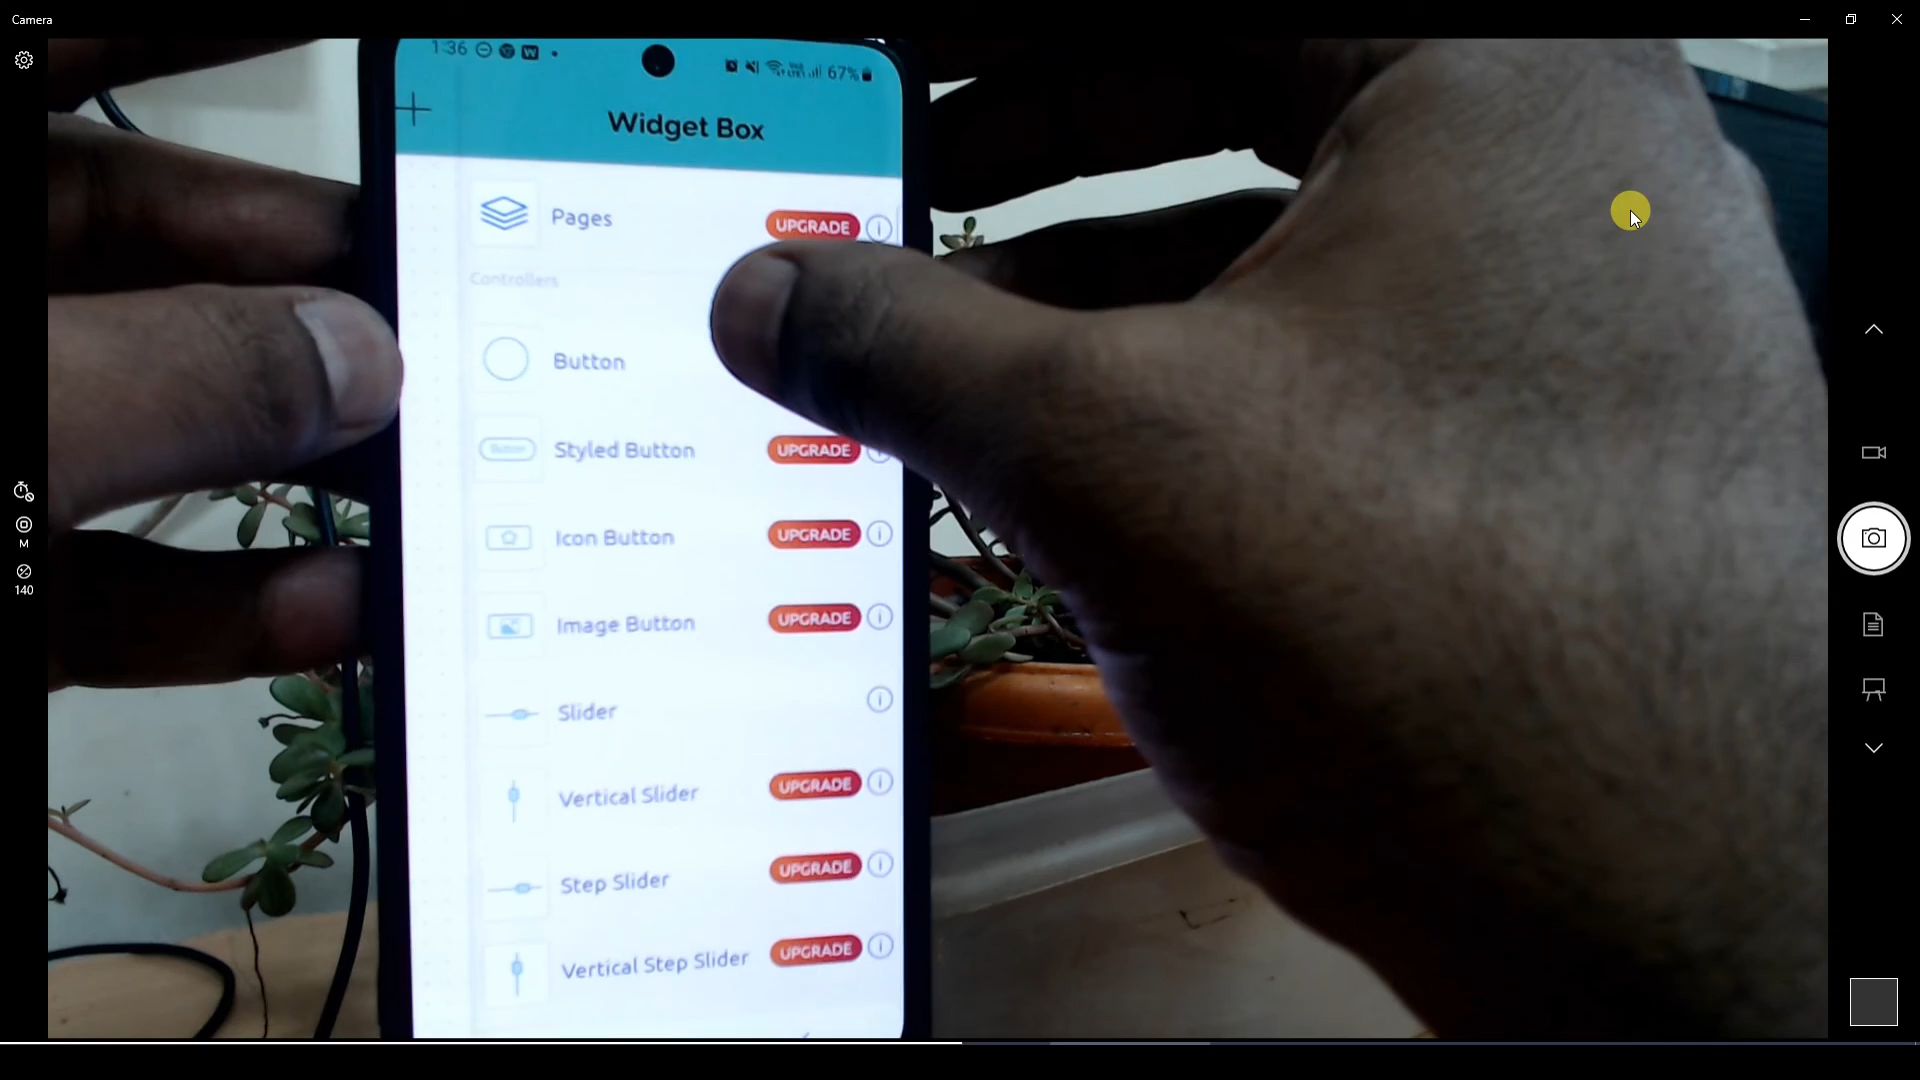 Camera
1:36
67%
Widget Box
Pages UPGRADE
Controllers
Button
Styled Button UPGRADE
Icon Button UPGRADE
Image Button UPGRADE
Slider
Vertical Slider UPGRADE
Step Slider UPGRADE
Vertical Step Slider UPGRADE
M
140